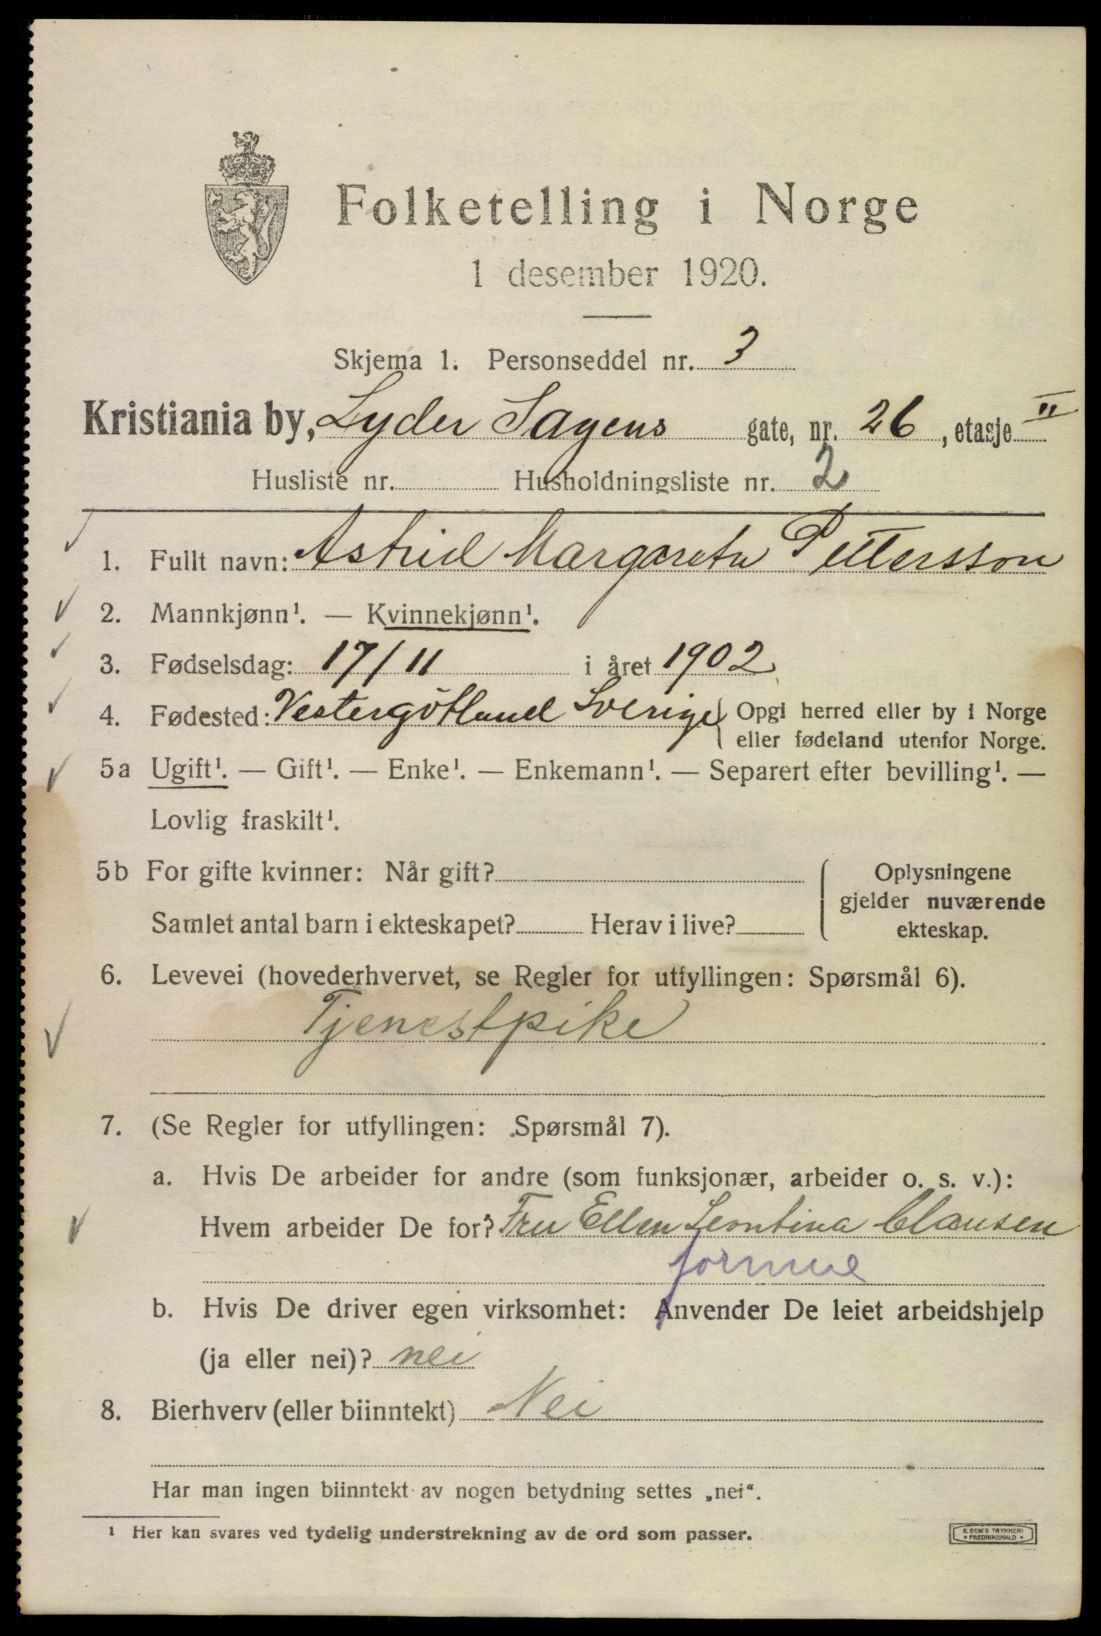 Folketelling i Norge
1 desember 1920.
Skjema 1. Personseddel nr. 3
Kristiania by, Lyder Sagens gate, nr. 26, etasje II
Husliste nr. Husholdningsliste nr. 2
1. Fullt navn: Astrid Margareta Pettersson
2. Mannkjønn¹. — Kvinnekjønn¹.
3. Fødselsdag: 17/11 i året 1902
4. Fødested: Vestergötland Sverige { Opgi herred eller by i Norge
eller fødeland utenfor Norge.
5a Ugift¹. — Gift¹. — Enke¹. — Enkemann¹. — Separert efter bevilling¹. —
Lovlig fraskilt¹.
5b For gifte kvinner: Når gift?
Samlet antal barn i ekteskapet? Herav i live?
Oplysningene
gjelder nuværende
ekteskap.
6. Levevei (hovederhvervet, se Regler for utfyllingen: Spørsmål 6).
Tjenestpike
7. (Se Regler for utfyllingen: Spørsmål 7).
a. Hvis De arbeider for andre (som funksjonær, arbeider o. s. v.):
Hvem arbeider De for? Fru Ellen Leontina Clausen
formue
b. Hvis De driver egen virksomhet: Anvender De leiet arbeidshjelp
(ja eller nei)? nei
8. Bierhverv (eller biinntekt) Nei
Har man ingen biinntekt av nogen betydning settes „nei“.
¹ Her kan svares ved tydelig understrekning av de ord som passer.
E. SEM'S TRYKKERI
FREDRIKSHALD